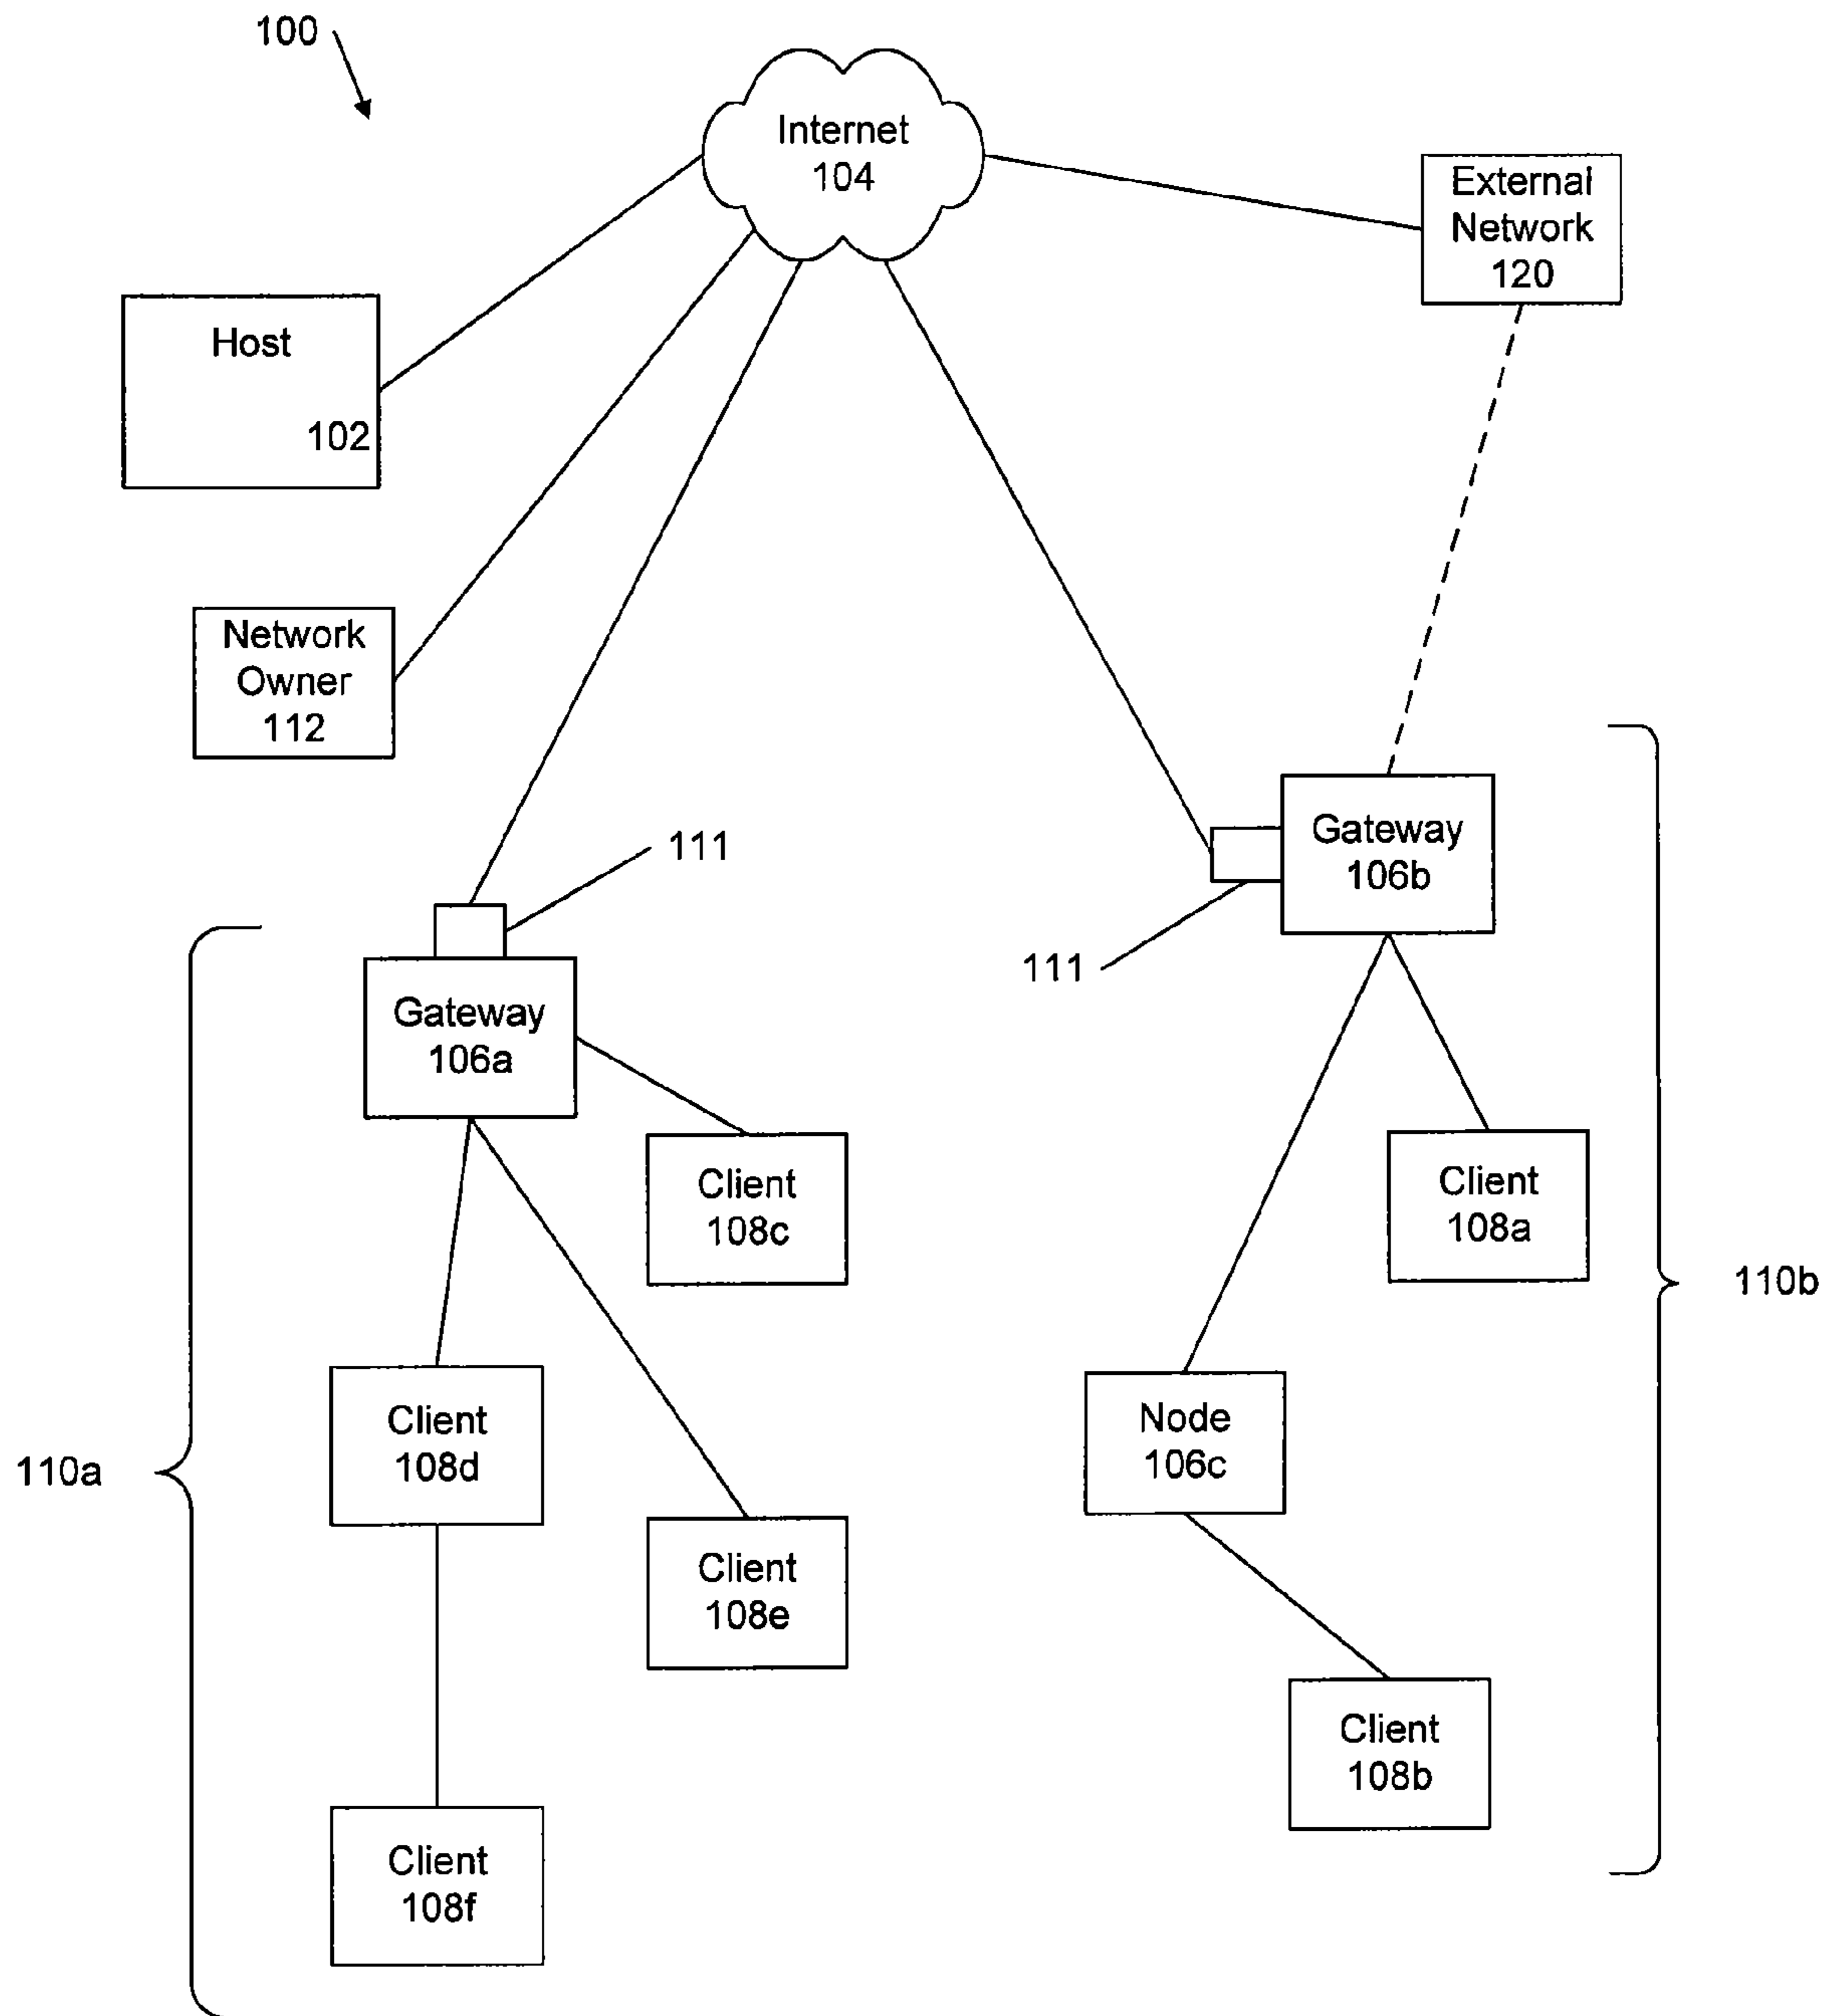 100
Internet
104
External
Network
120
Host
102
Network
Owner
112
Gateway
106b
111
111
Gateway
106a
Client
108c
Client
108a
110b
Client
108d
Node
106c
110a
Client
108e
Client
108b
Client
108f